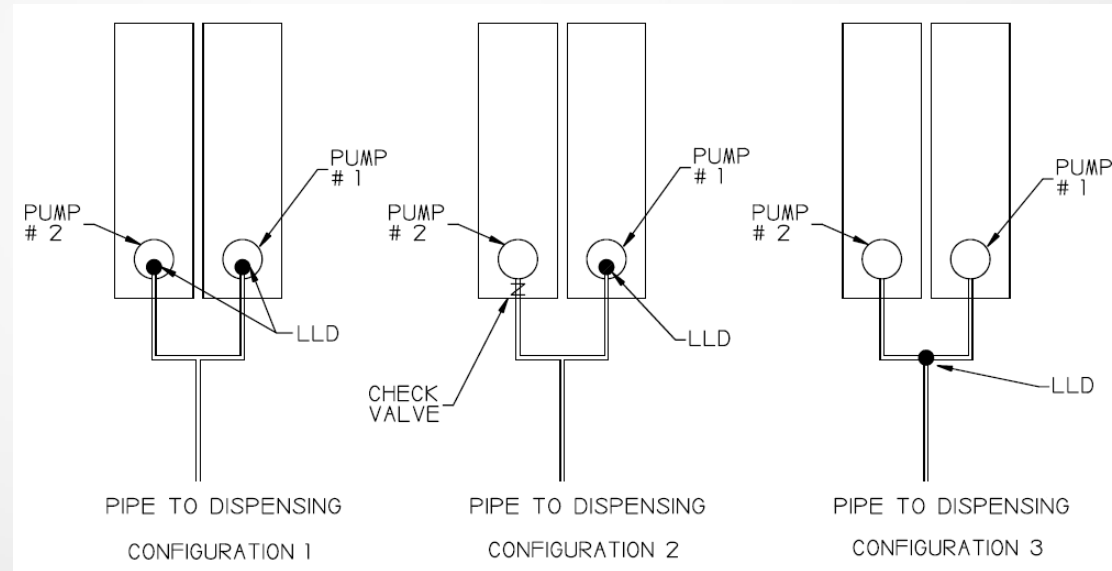 PUMP
# 1
PUMP
# 2
LLD
PIPE TO DISPENSING
CONFIGURATION 1
PUMP
# 1
PUMP
# 2
LLD
CHECK
VALVE
PIPE TO DISPENSING
CONFIGURATION 2
PUMP
# 1
PUMP
# 2
LLD
PIPE TO DISPENSING
CONFIGURATION 3